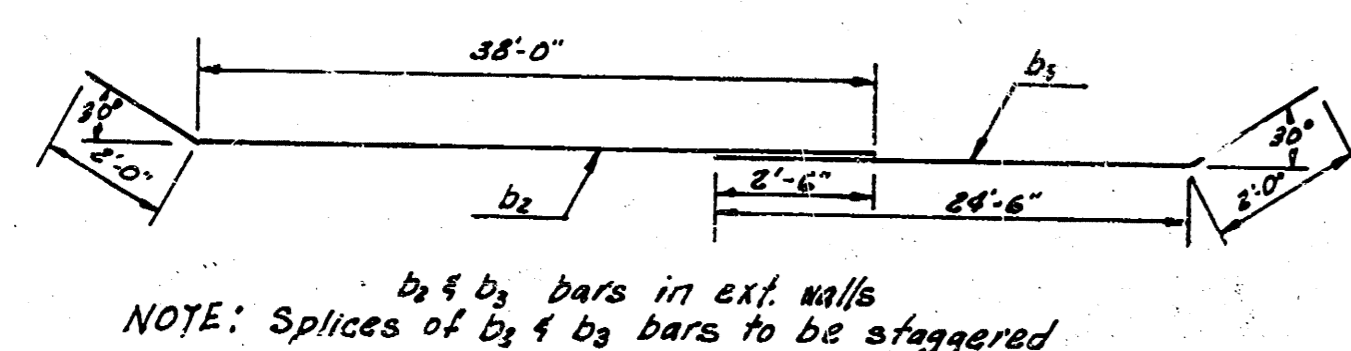 38'-0"
b3
30°
30°
2'-0"
2'-6"
2'-0"
b2
24'-6"
b2 & b3 bars in ext. walls
NOTE: Splices of b2 & b3 bars to be staggered